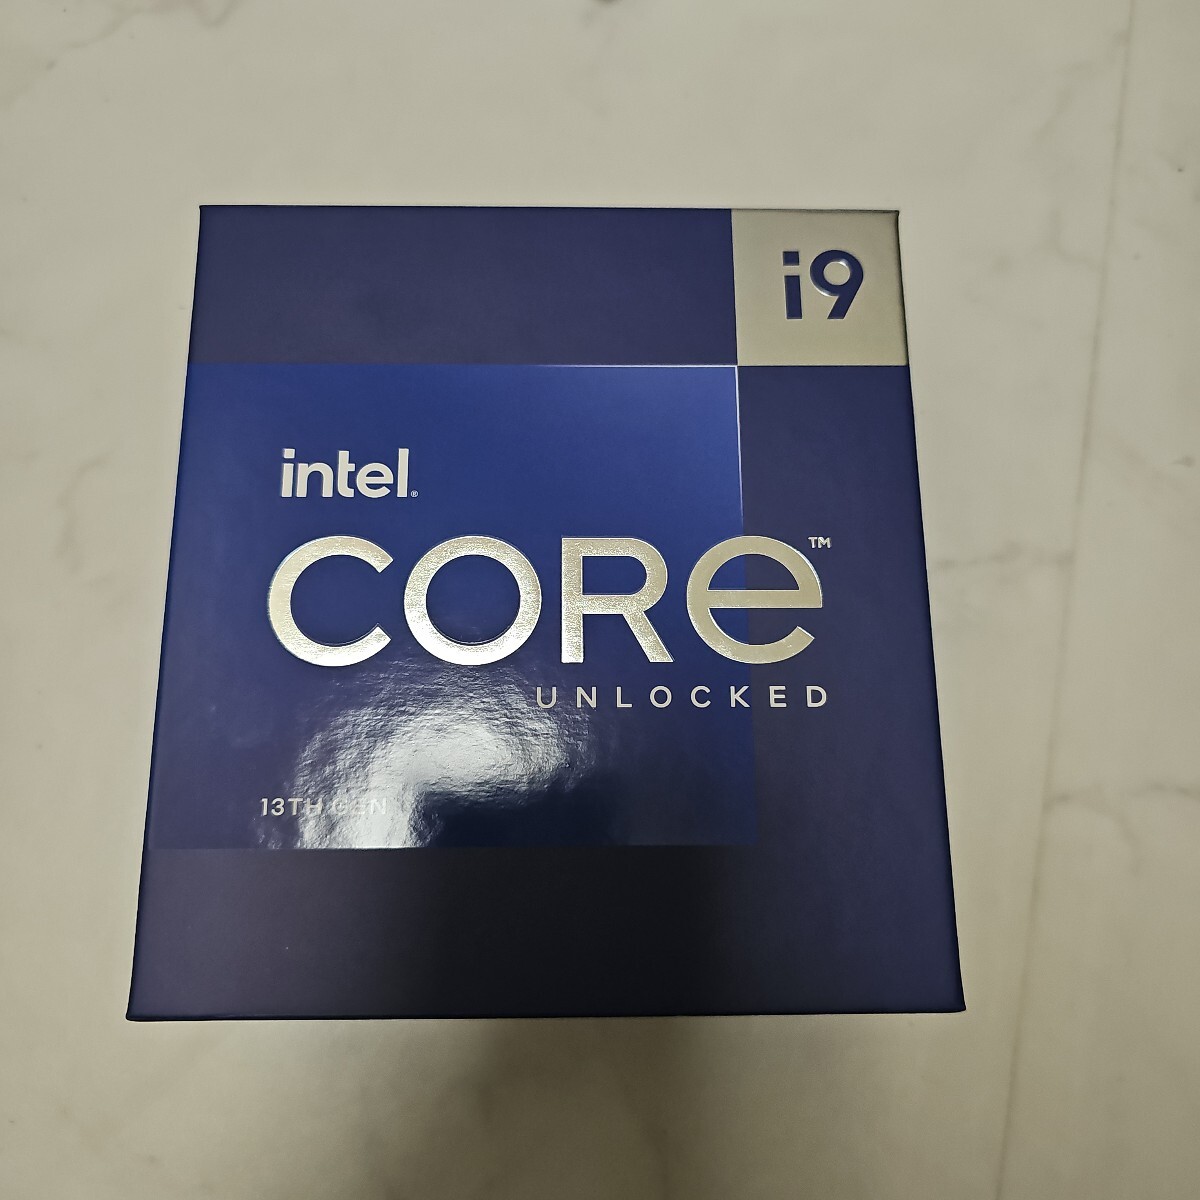 i9
intel®
CORe™
UNLOCKED
13TH GEN